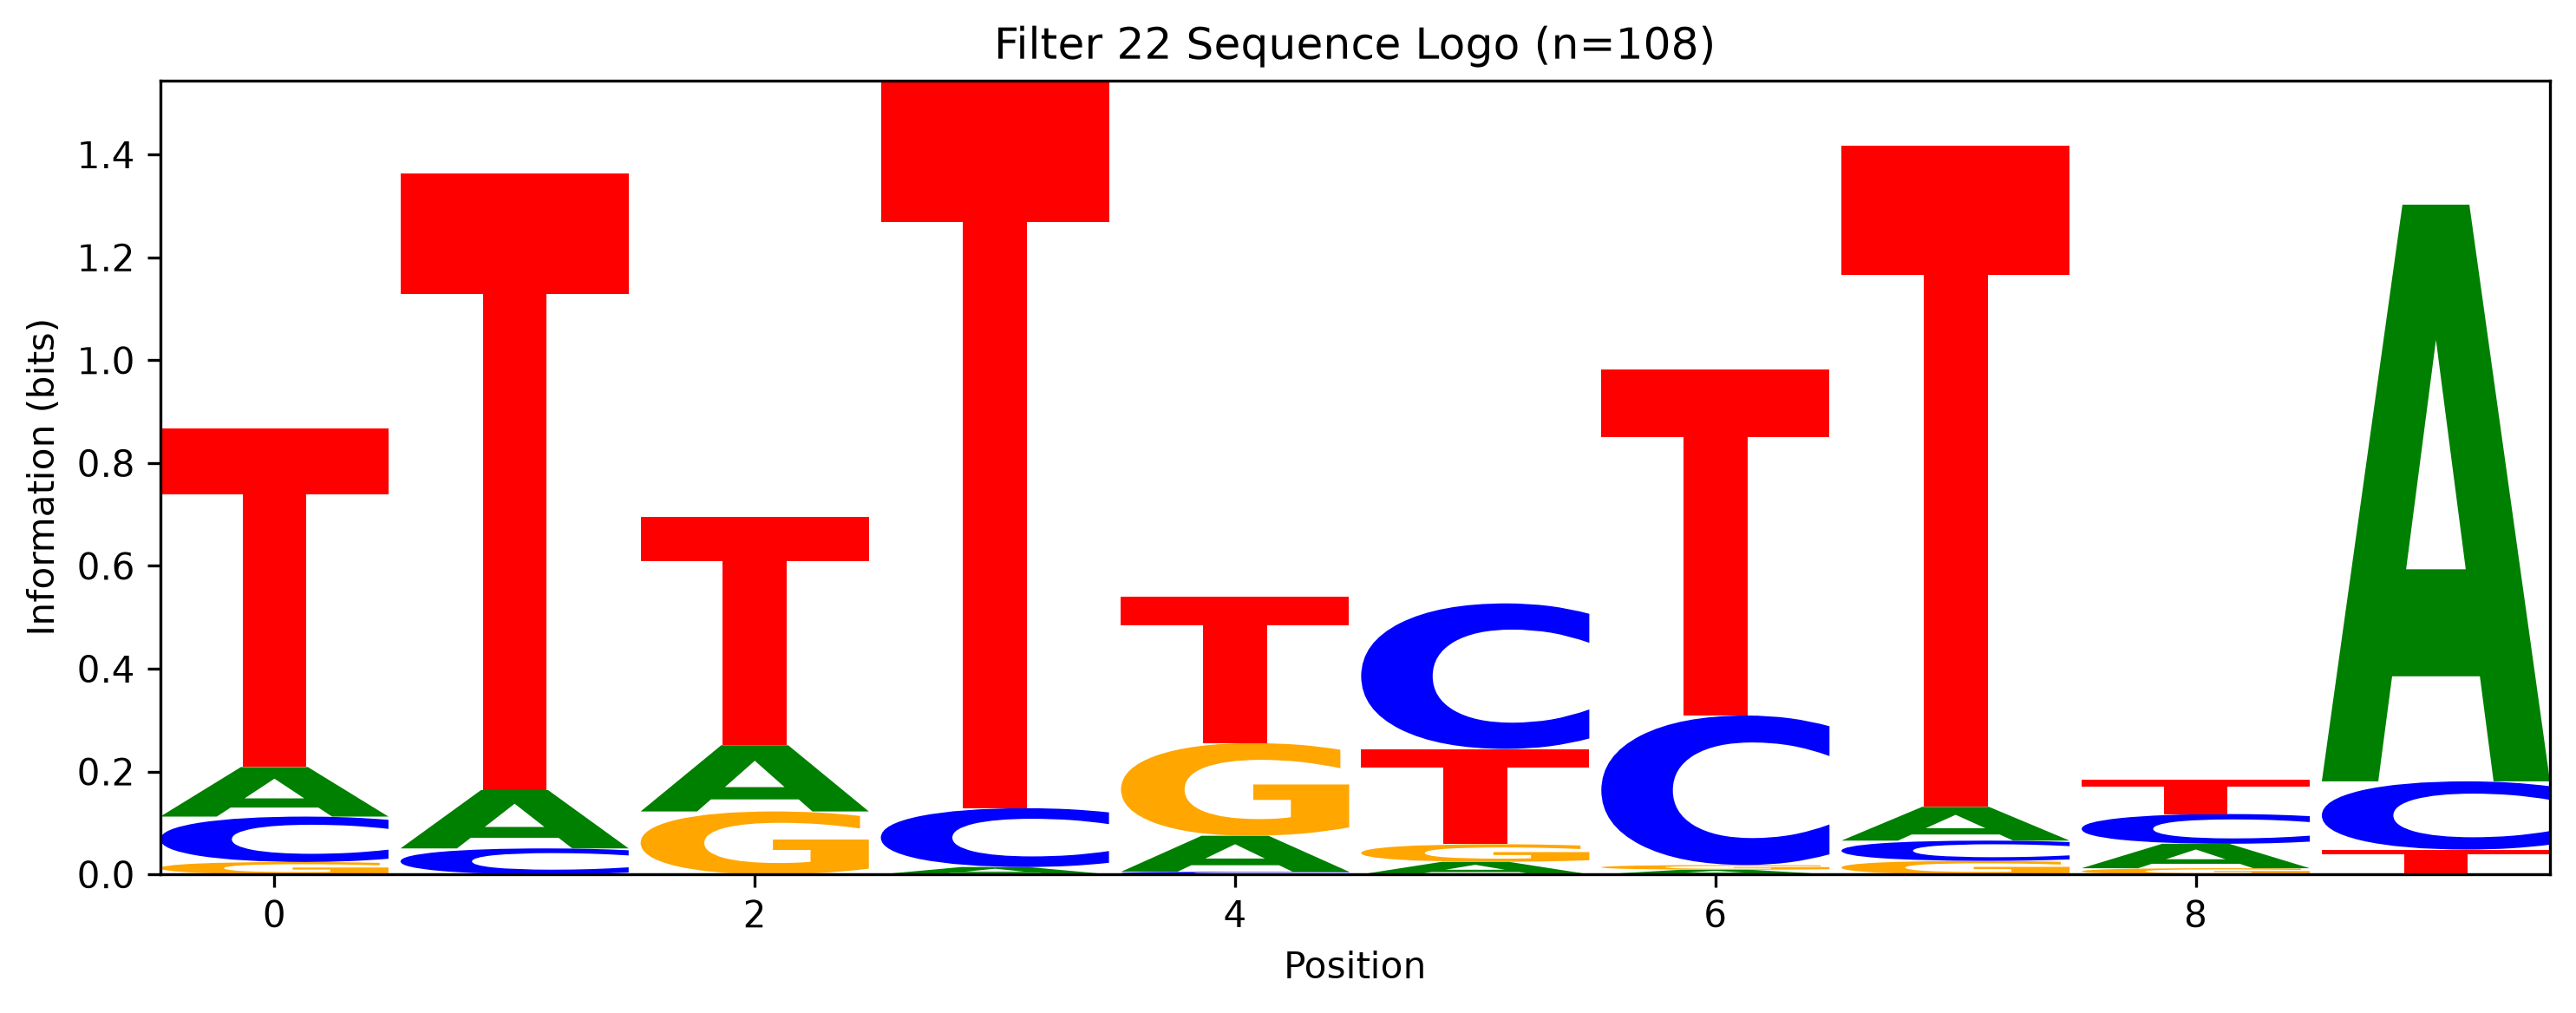 Filter 22 Sequence Logo (n=108)
Information (bits)
1.4
1.2
1.0
0.8
0.6
0.4
0.2
0.0
T A C G
T A C
T A G
T C A
T G A C
C T G A
T C G A
T A C G
T C A G
A C T
0 2 4 6 8
Position